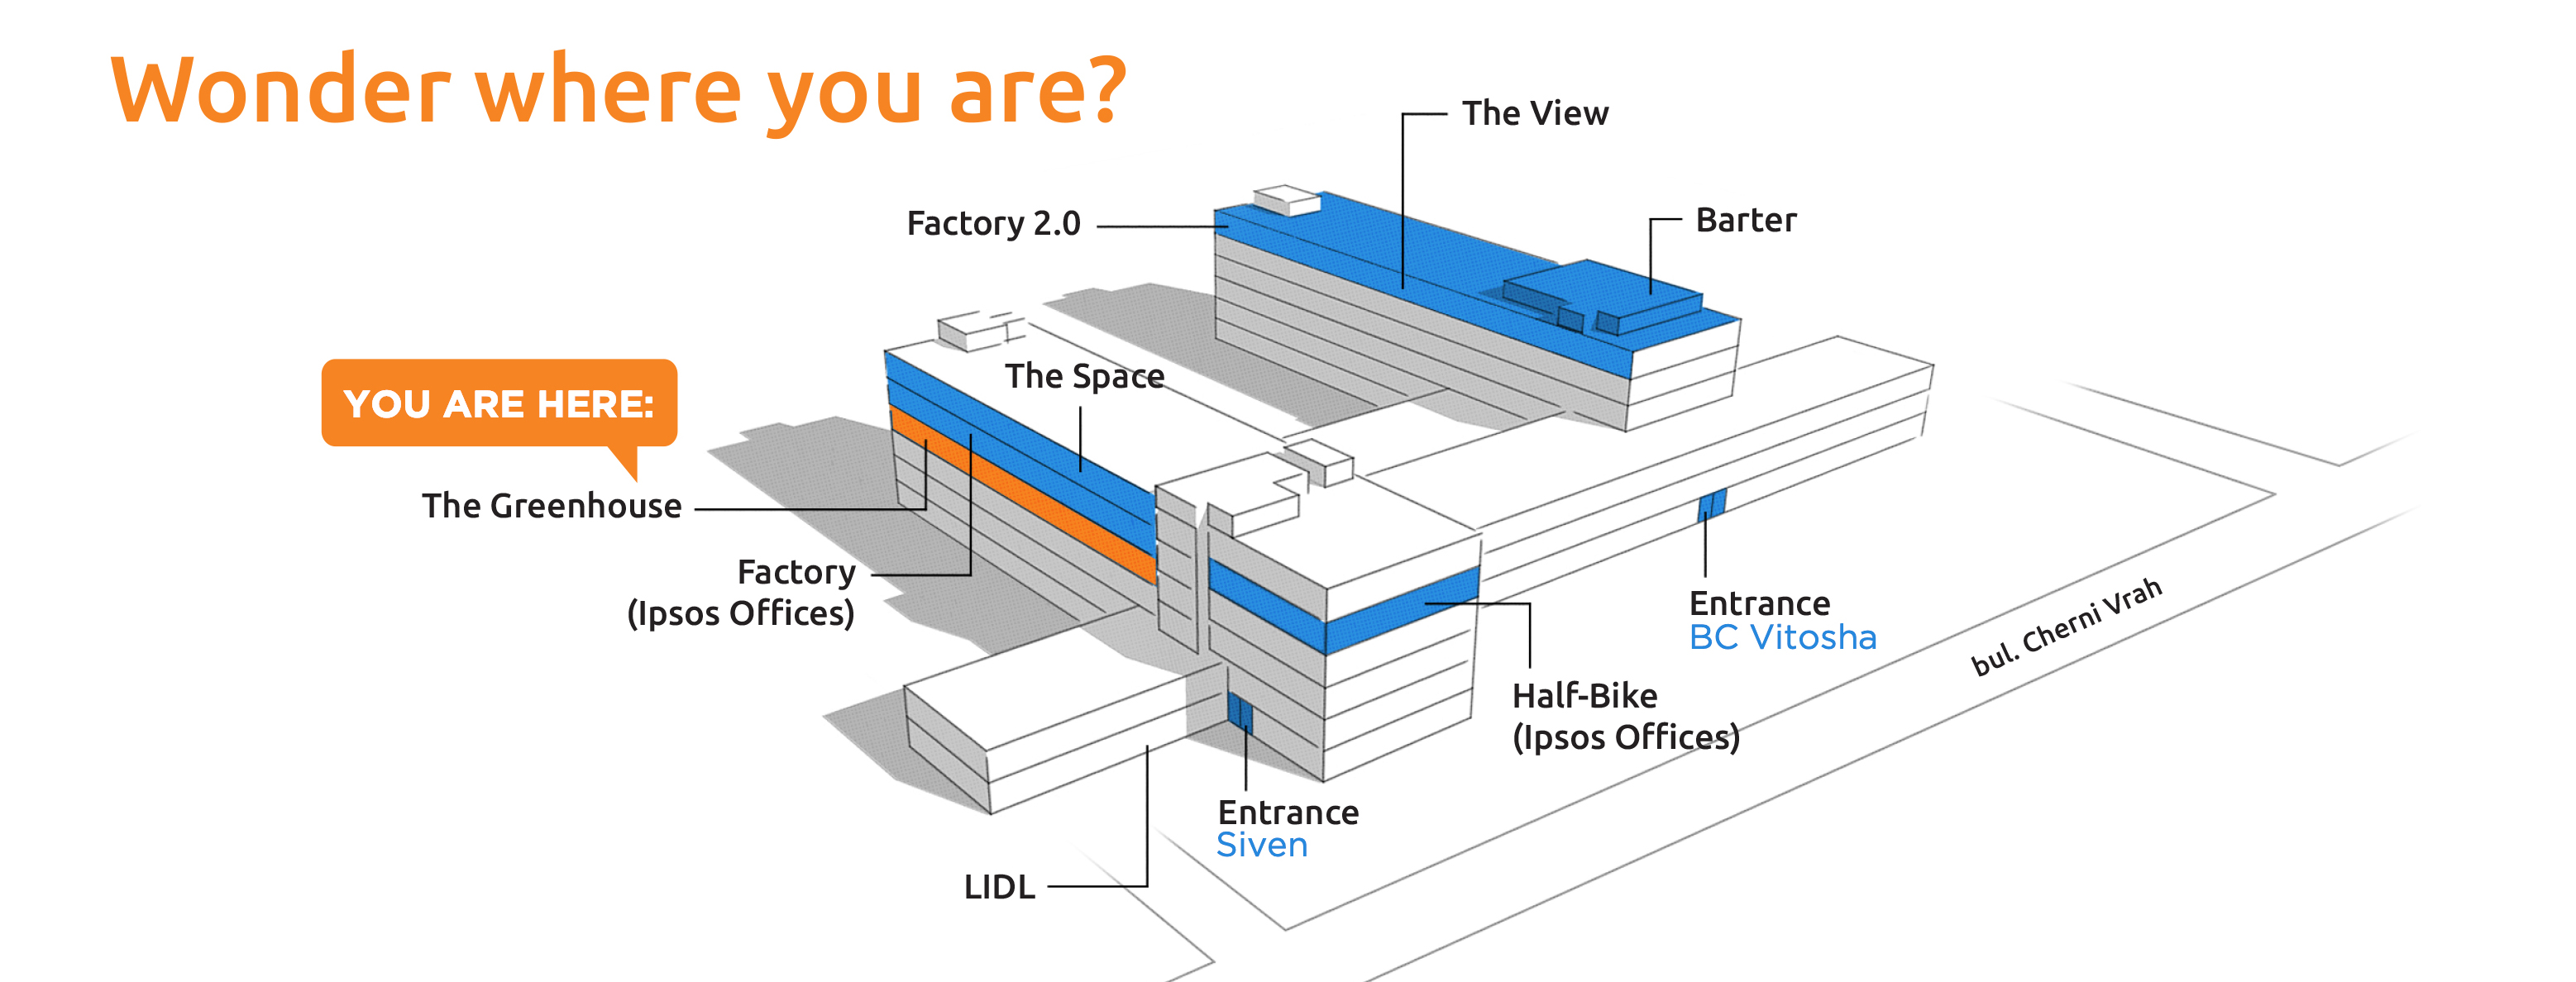 Wonder where you are?
The View
Factory 2.0
Barter
The Space
YOU ARE HERE:
The Greenhouse
Factory
(Ipsos Offices)
Entrance
BC Vitosha
bul. Cherni Vrah
Half-Bike
(Ipsos Offices)
Entrance
Siven
LIDL